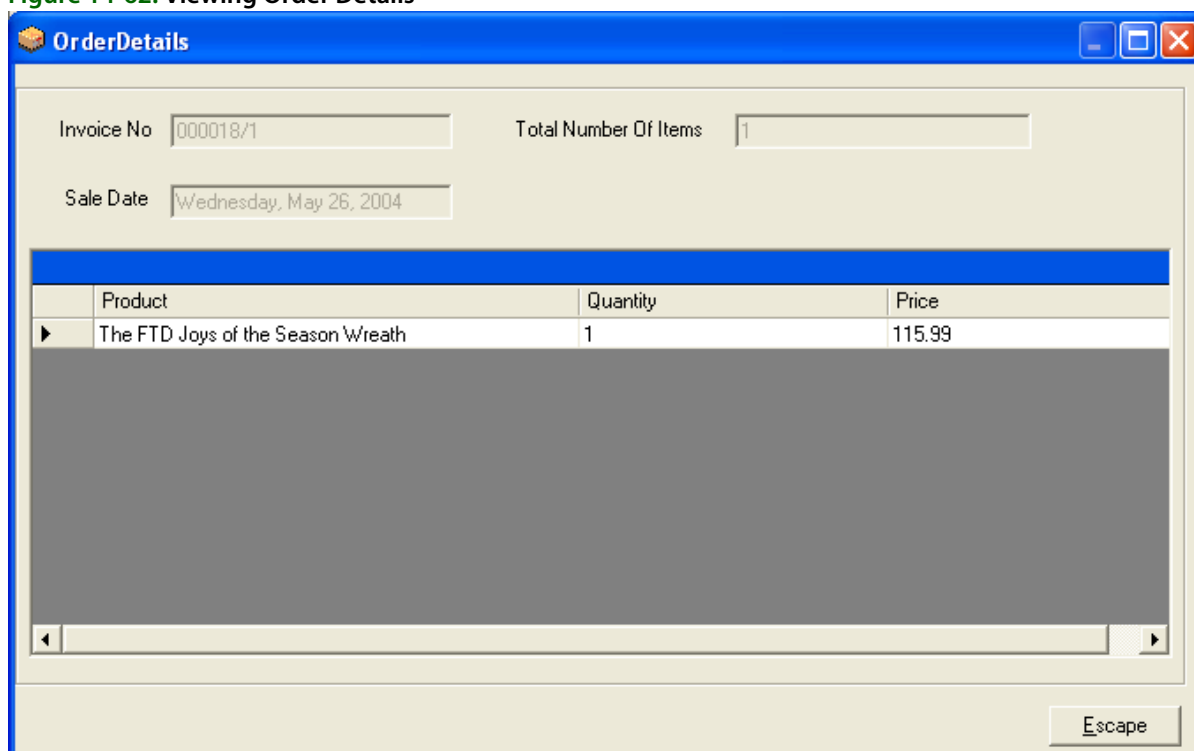 Figure 14-62. Viewing Order Details
OrderDetails
Invoice No 000018/1 Total Number Of Items 1
Sale Date Wednesday, May 26, 2004
Product Quantity Price
The FTD Joys of the Season Wreath 1 115.99
Escape